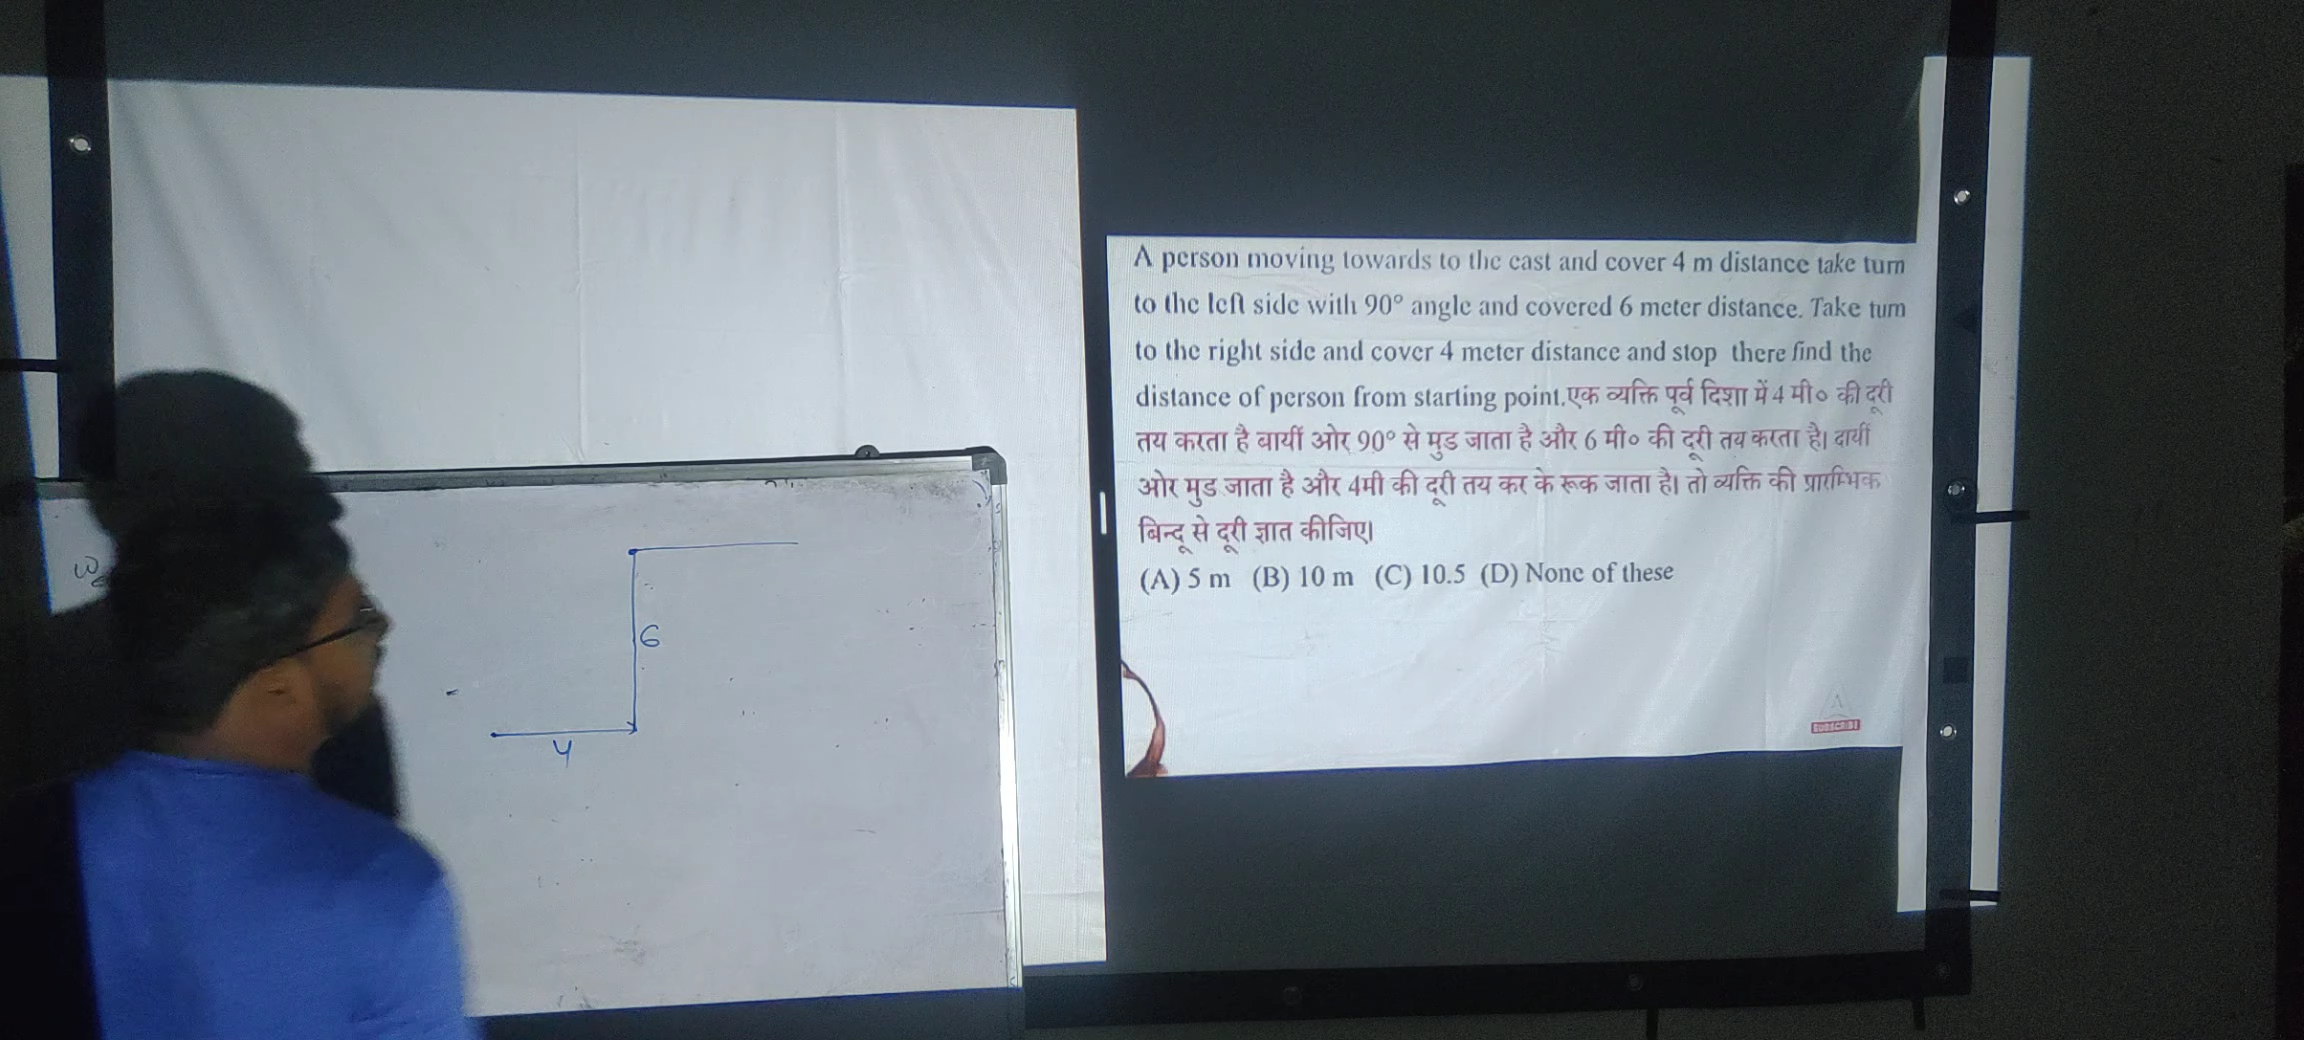 A person moving towards to the east and cover 4 m distance take turn
to the left side with 90° angle and covered 6 meter distance. Take turn
to the right side and cover 4 meter distance and stop there find the
distance of person from starting point.एक व्यक्ति पूर्व दिशा में 4 मी० की दूरी
तय करता है बायीं ओर 90° से मुड जाता है और 6 मी० की दूरी तय करता है। दायीं
ओर मुड जाता है और 4मी की दूरी तय कर के रूक जाता है। तो व्यक्ति की प्रारम्भिक
बिन्दू से दूरी ज्ञात कीजिए।
(A) 5 m (B) 10 m (C) 10.5 (D) None of these
SUBSCRIBE
6
4